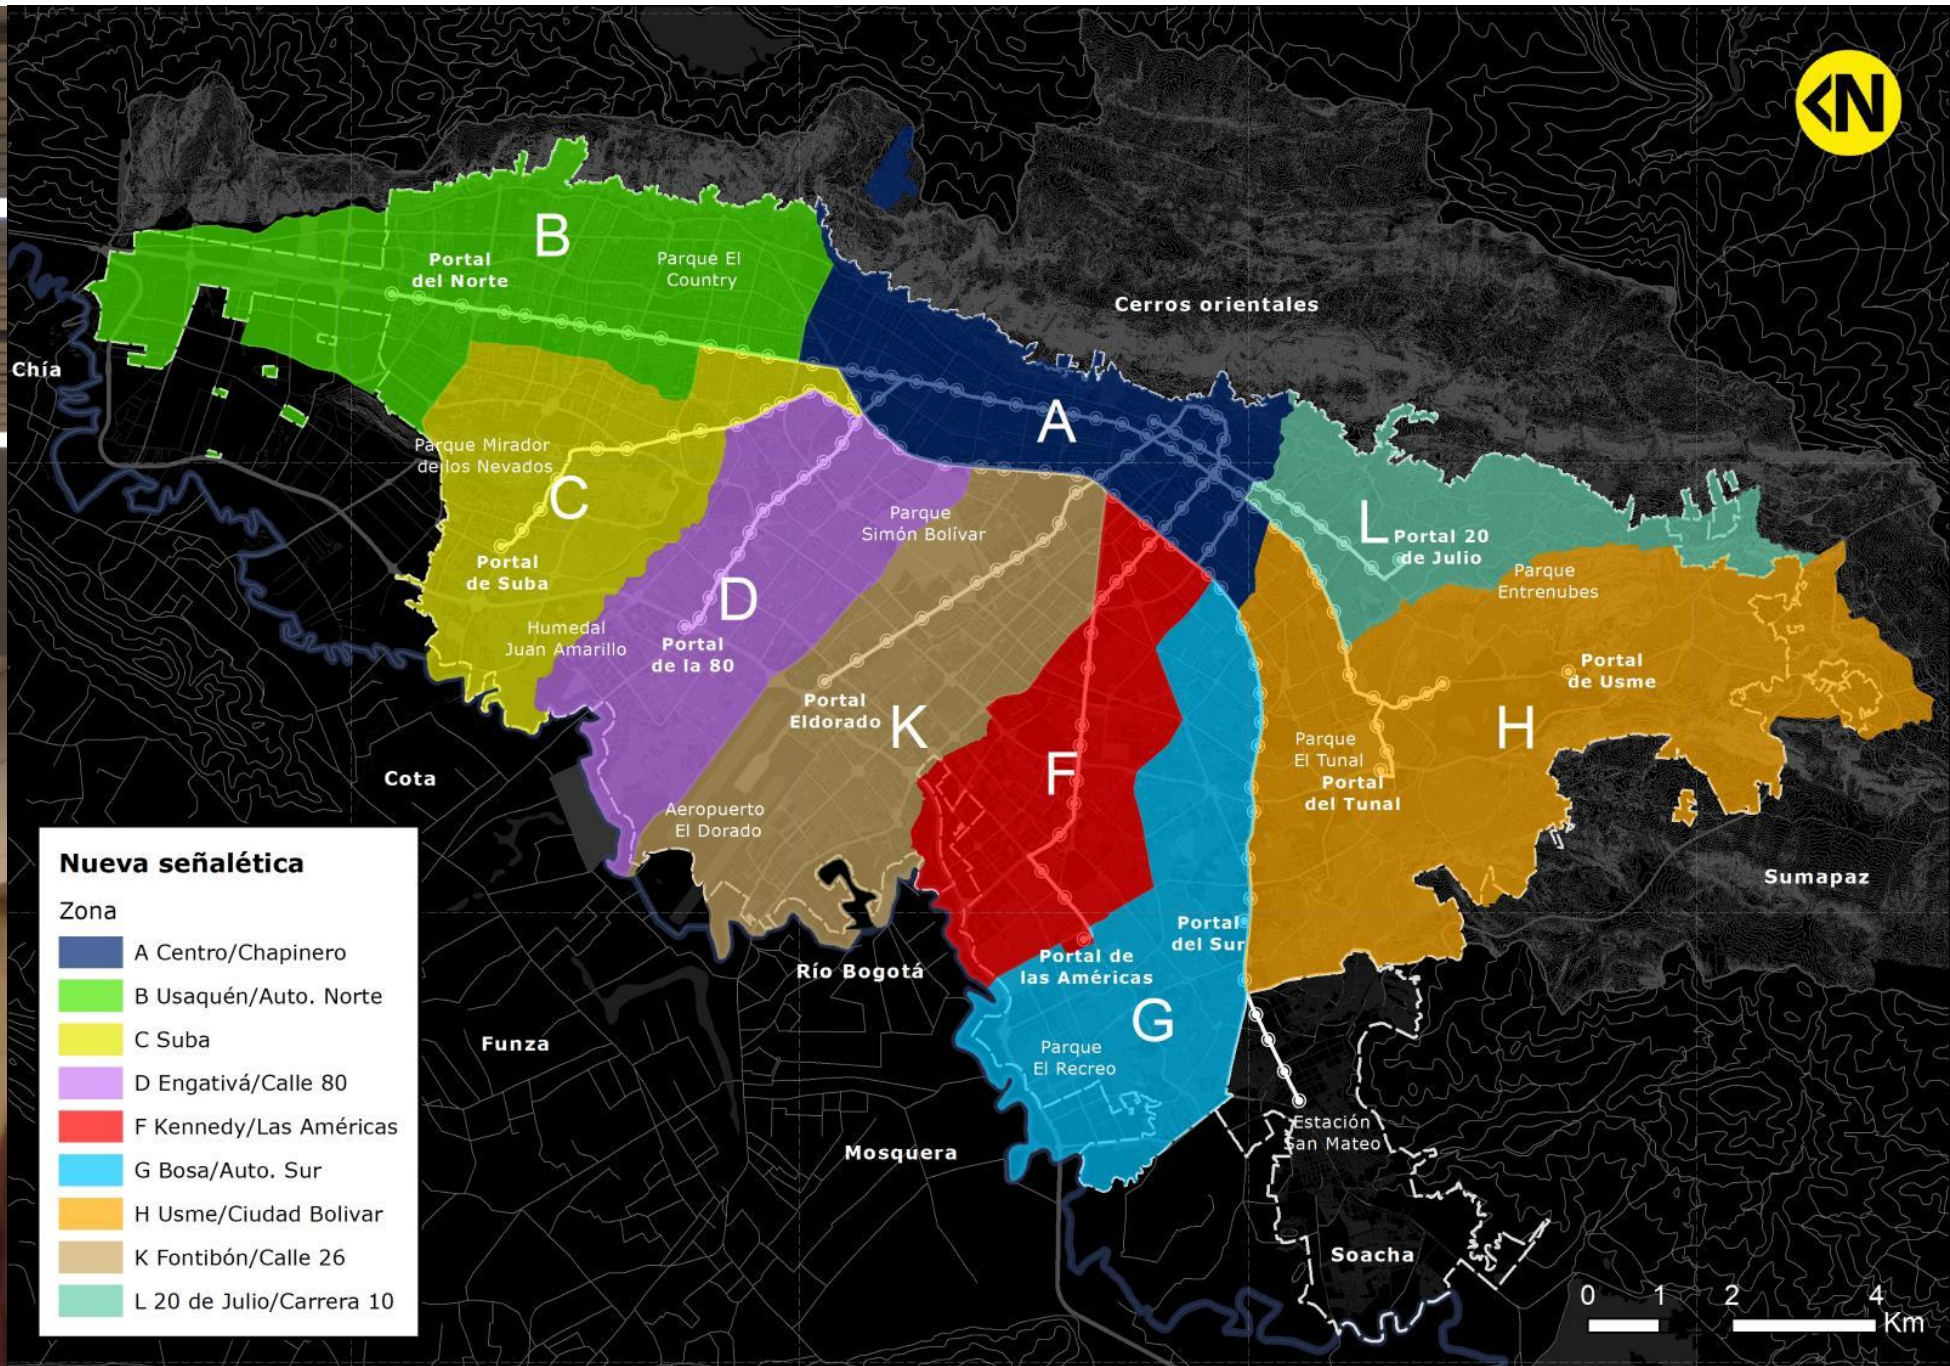 <N
B
Portal
del Norte
Parque El
Country
Cerros orientales
Chía
A
Parque Mirador
de los Nevados
C
Portal
de Suba
Parque
Simón Bolívar
L
Portal 20
de Julio
Parque
Entrenubes
D
Humedal
Juan Amarillo
Portal
de la 80
Portal
Eldorado
K
Portal
de Usme
H
Parque
El Tunal
Portal
del Tunal
F
Cota
Aeropuerto
El Dorado
Sumapaz
Portal
del Sur
Portal de
las Américas
Río Bogotá
G
Funza
Parque
El Recreo
Estación
San Mateo
Mosquera
Soacha
Nueva señalética
Zona
A Centro/Chapinero
B Usaquén/Auto. Norte
C Suba
D Engativá/Calle 80
F Kennedy/Las Américas
G Bosa/Auto. Sur
H Usme/Ciudad Bolivar
K Fontibón/Calle 26
L 20 de Julio/Carrera 10
0 1 2 4
Km